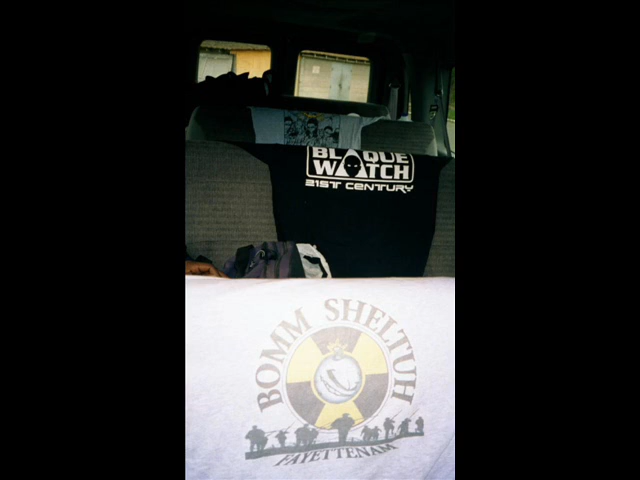 BLAQUE
WATCH
21ST CENTURY
BOMM SHELTUH
FAYETTENAM